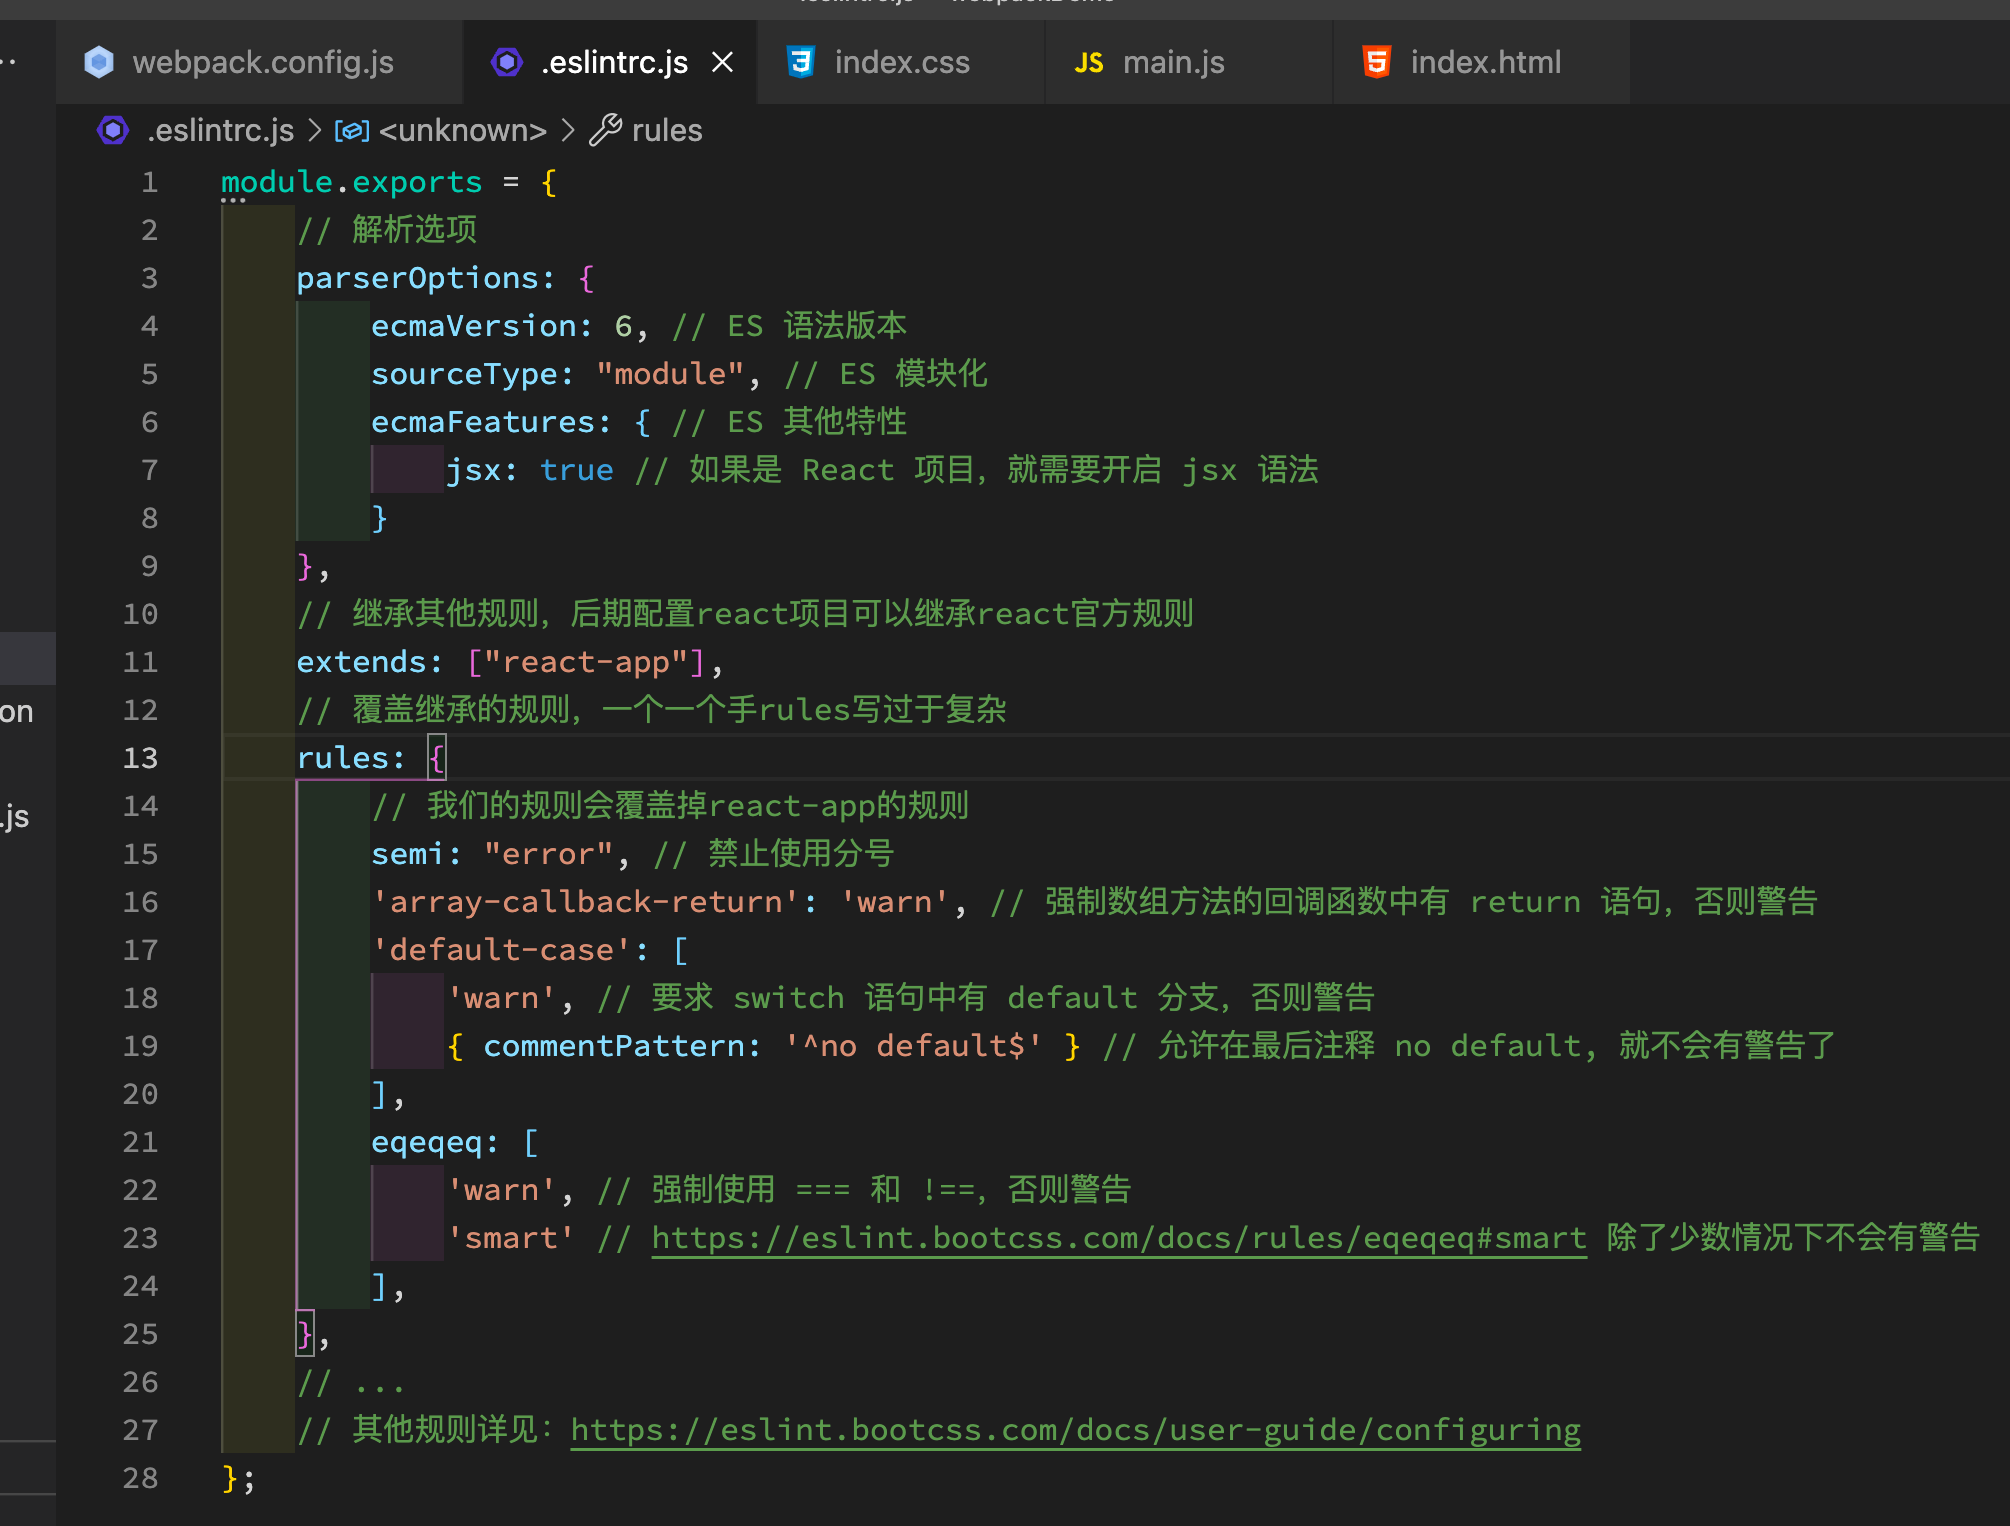 webpack.config.js
.eslintrc.js
index.css
JS main.js
index.html
.eslintrc.js > <unknown> > rules
1 module.exports = {
2 // 解析选项
3 parserOptions: {
4 ecmaVersion: 6, // ES 语法版本
5 sourceType: "module", // ES 模块化
6 ecmaFeatures: { // ES 其他特性
7 jsx: true // 如果是 React 项目，就需要开启 jsx 语法
8 }
9 },
10 // 继承其他规则，后期配置react项目可以继承react官方规则
11 extends: ["react-app"],
12 // 覆盖继承的规则，一个一个手rules写过于复杂
13 rules: {
14 // 我们的规则会覆盖掉react-app的规则
15 semi: "error", // 禁止使用分号
16 'array-callback-return': 'warn', // 强制数组方法的回调函数中有 return 语句，否则警告
17 'default-case': [
18 'warn', // 要求 switch 语句中有 default 分支，否则警告
19 { commentPattern: '^no default$' } // 允许在最后注释 no default, 就不会有警告了
20 ],
21 eqeqeq: [
22 'warn', // 强制使用 === 和 !==，否则警告
23 'smart' // https://eslint.bootcss.com/docs/rules/eqeqeq#smart 除了少数情况下不会有警告
24 ],
25 },
26 // ...
27 // 其他规则详见：https://eslint.bootcss.com/docs/user-guide/configuring
28 };
on
.js